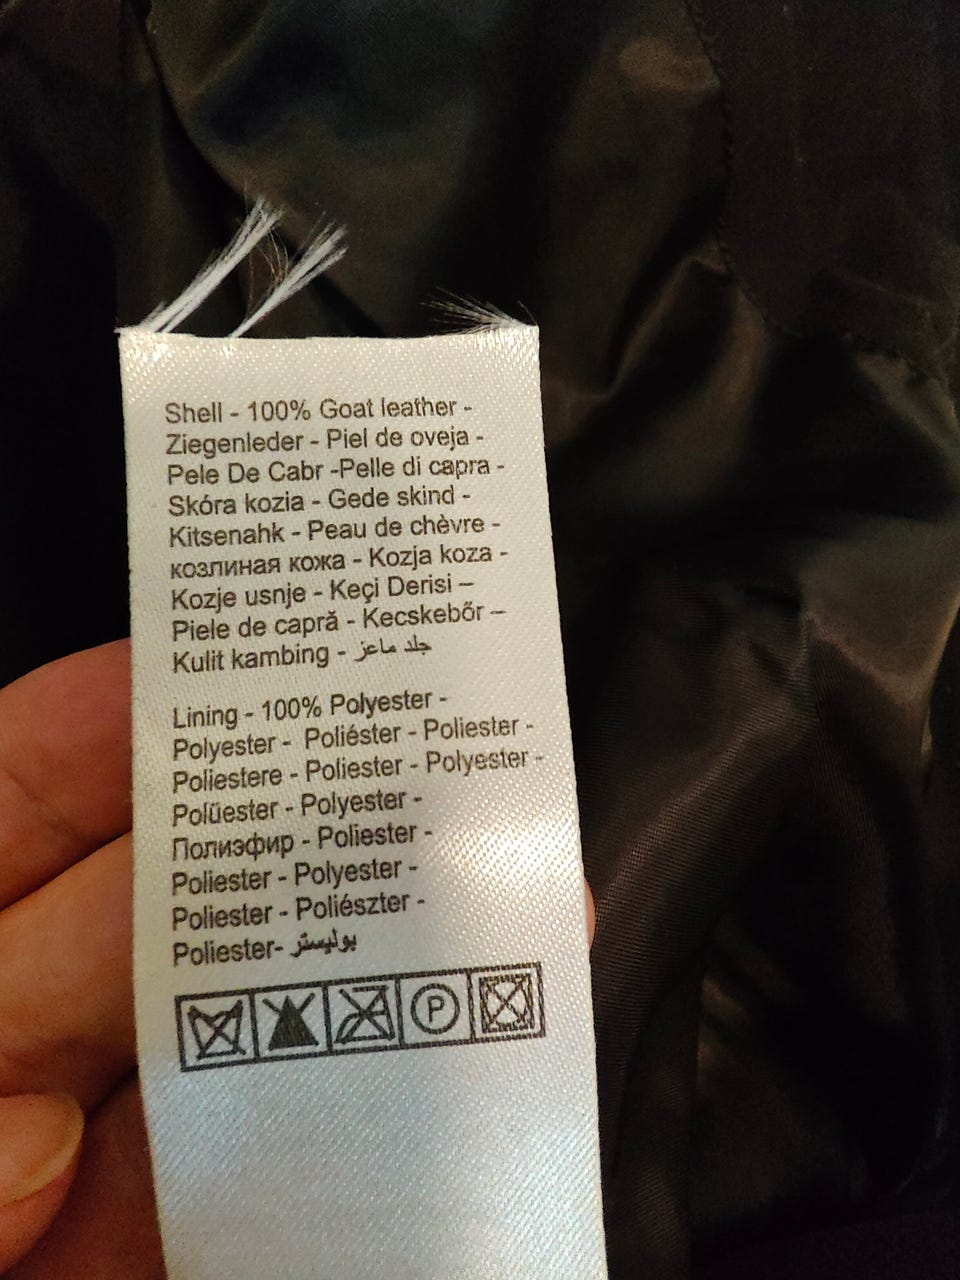 Shell - 100% Goat leather -
Ziegenleder - Piel de oveja -
Pele De Cabr -Pelle di capra -
Skóra kozia - Gede skind -
Kitsenahk - Peau de chèvre -
козлиная кожа - Kozja koza -
Kozje usnje - Keçi Derisi –
Piele de capră - Kecskebőr –
Kulit kambing - جلد ماعز
Lining - 100% Polyester -
Polyester - Poliéster - Poliester -
Poliestere - Poliester - Polyester -
Polüester - Polyester -
Полиэфир - Poliester -
Poliester - Polyester -
Poliester - Poliészter -
Poliester- بوليستر
P